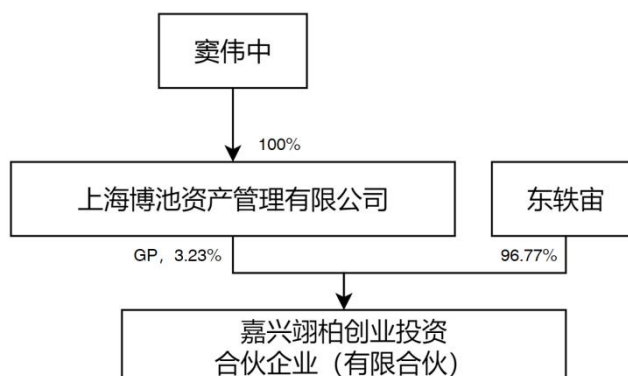 窦伟中
100%
上海博池资产管理有限公司
东轶宙
GP，3.23%
96.77%
嘉兴翊柏创业投资
合伙企业（有限合伙）